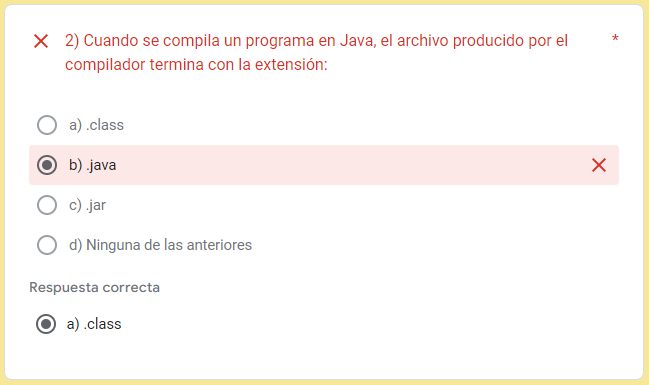 2) Cuando se compila un programa en Java, el archivo producido por el *
compilador termina con la extensión:
a) .class
b) .java
c) .jar
d) Ninguna de las anteriores
Respuesta correcta
a) .class